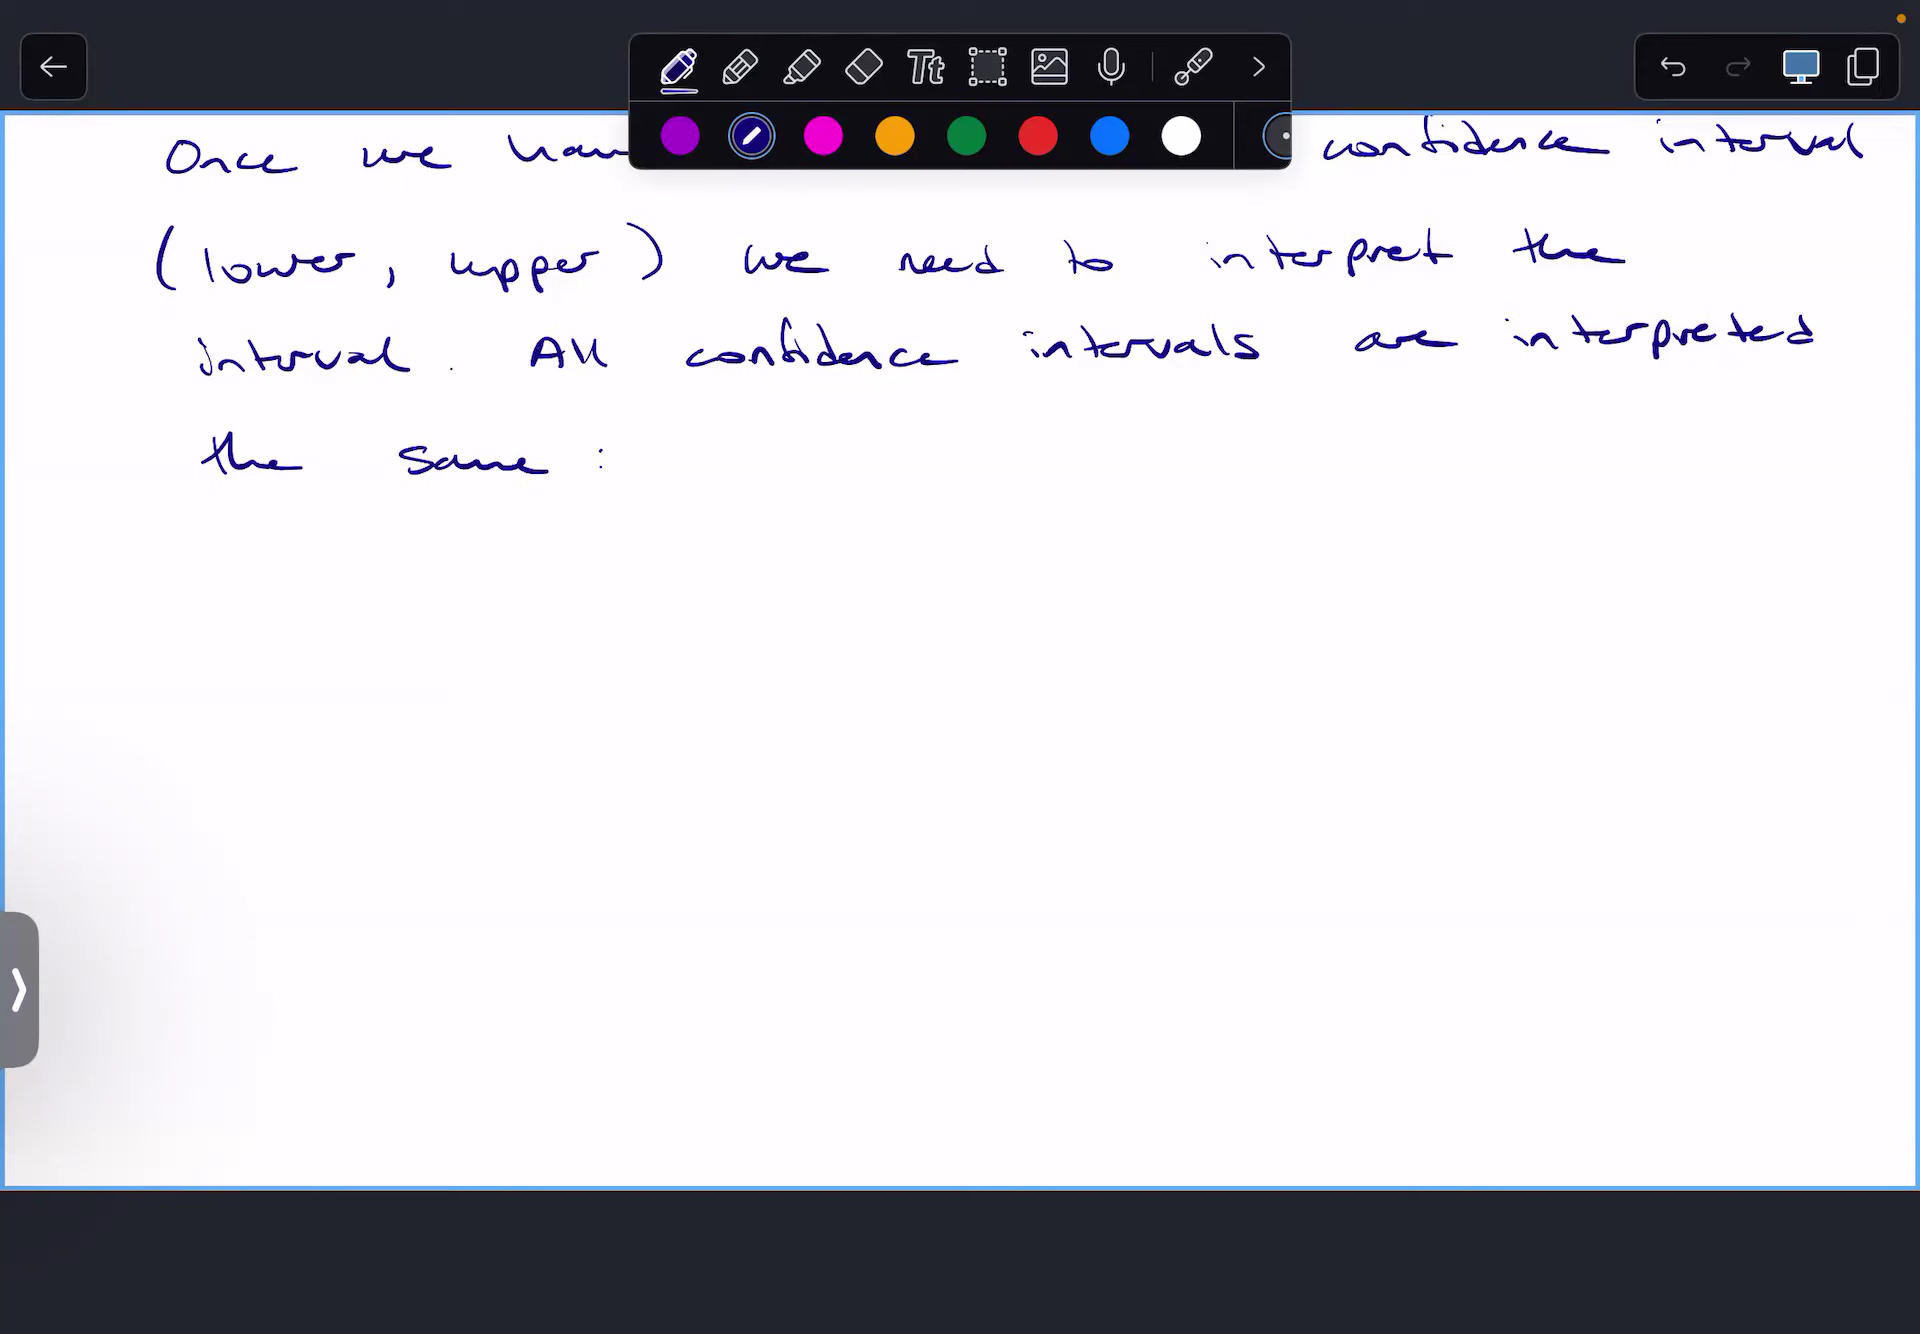 Tt
Once we confidence interval
(lower, upper) we need to interpret the
interval. All confidence intervals are interpreted
the same :